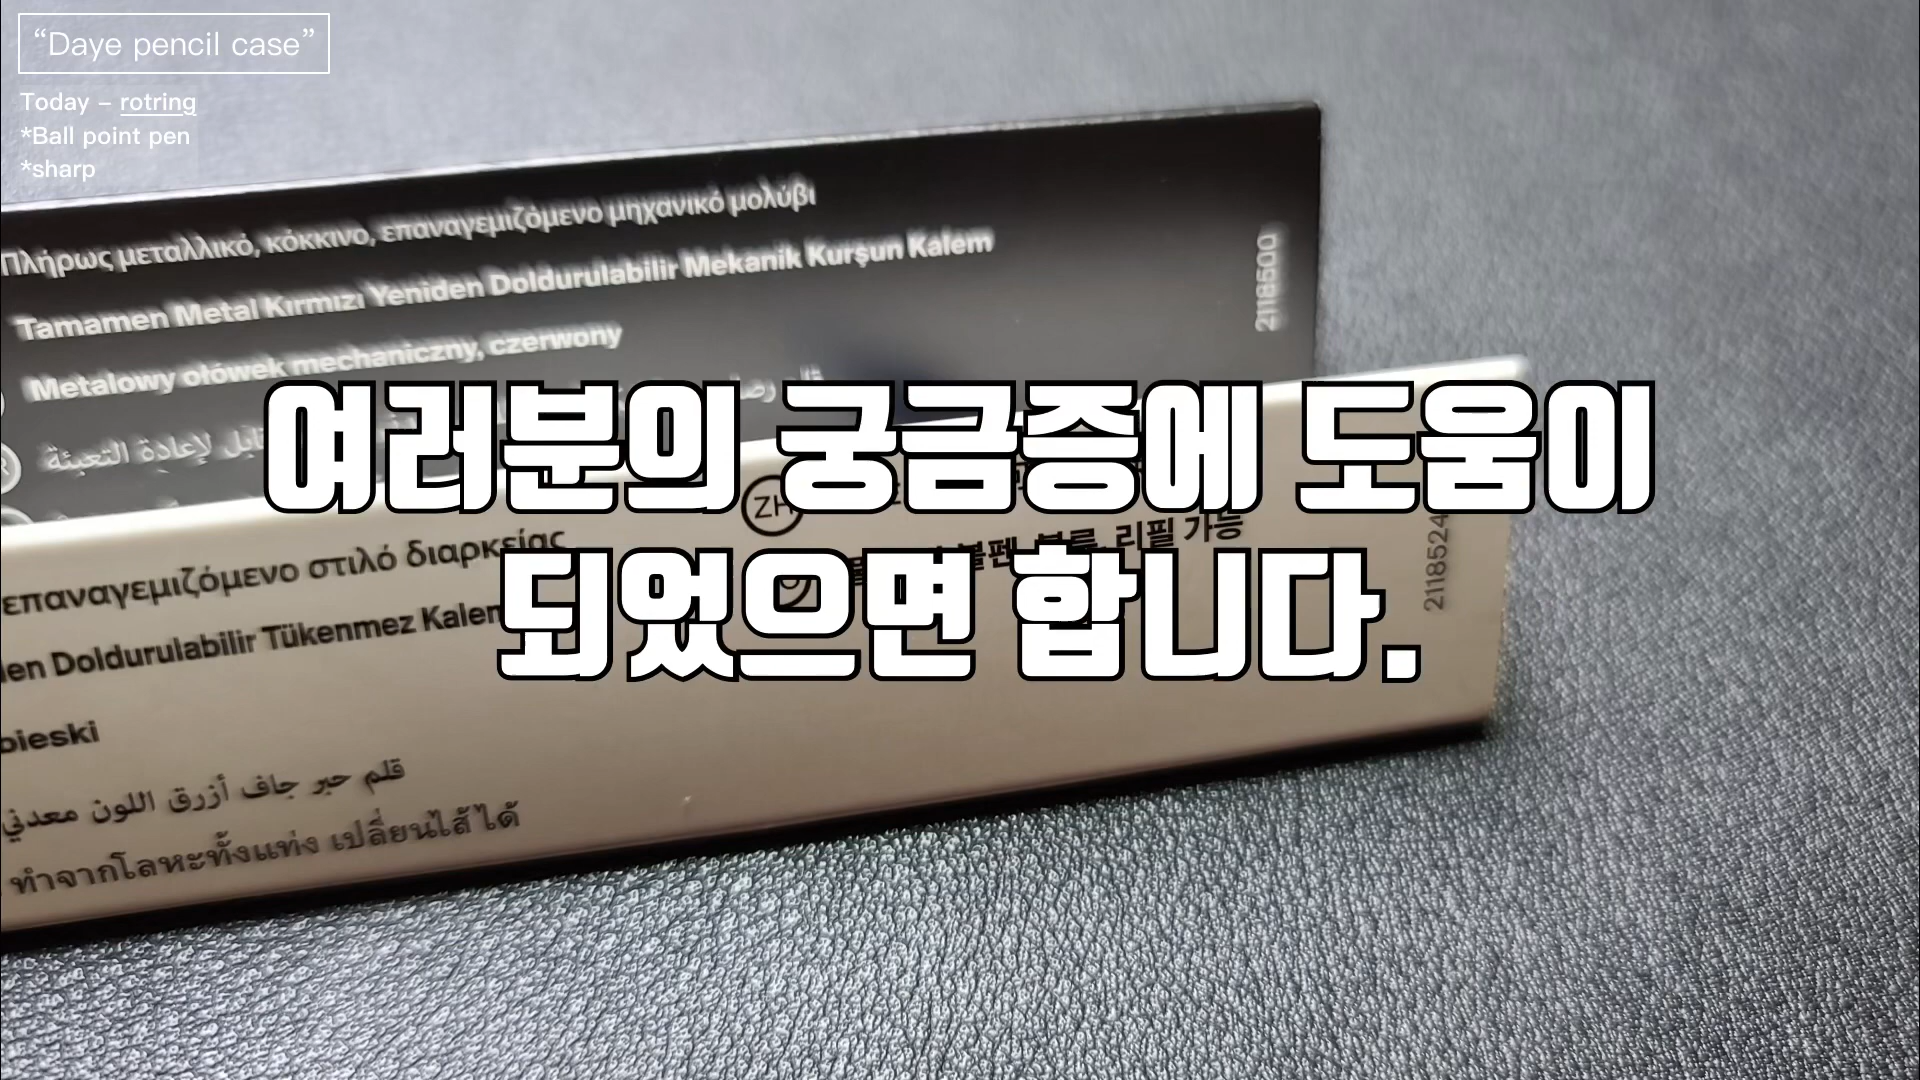 “Daye pencil case”
Today – rotring
*Ball point pen
*sharp
Πλήρως μεταλλικό, κόκκινο, επαναγεμιζόμενο μηχανικό μολύβι
Tamamen Metal Kırmızı Yeniden Doldurulabilir Mekanik Kurşun Kalem
Metalowy ołówek mechaniczny, czerwony
لإعادة التعبئة
2118500
여러분의 궁금증에 도움이
되었으면 합니다.
ZH
επαναγεμιζόμενο στιλό διαρκείας
Doldurulabilir Tükenmez Kalem
리필 가능
2118524
قلم حبر جاف أزرق اللون معدني
ทำจากโลหะทั้งแท่ง เปลี่ยนไส้ได้